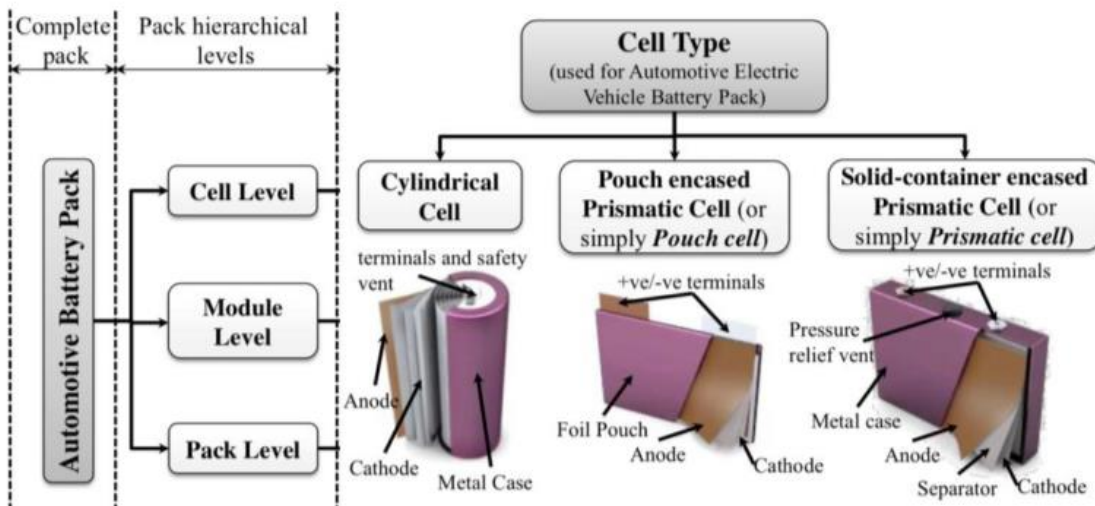 Complete
pack
Pack hierarchical
levels
Automotive Battery Pack
Cell Level
Module
Level
Pack Level
Cell Type
(used for Automotive Electric
Vehicle Battery Pack)
Cylindrical
Cell
terminals and safety
vent
Anode
Cathode
Metal Case
Pouch encased
Prismatic Cell (or
simply Pouch cell)
+ve/-ve terminals
Foil Pouch
Anode
Cathode
Solid-container encased
Prismatic Cell (or
simply Prismatic cell)
+ve/-ve terminals
Pressure
relief vent
Metal case
Anode
Separator
Cathode